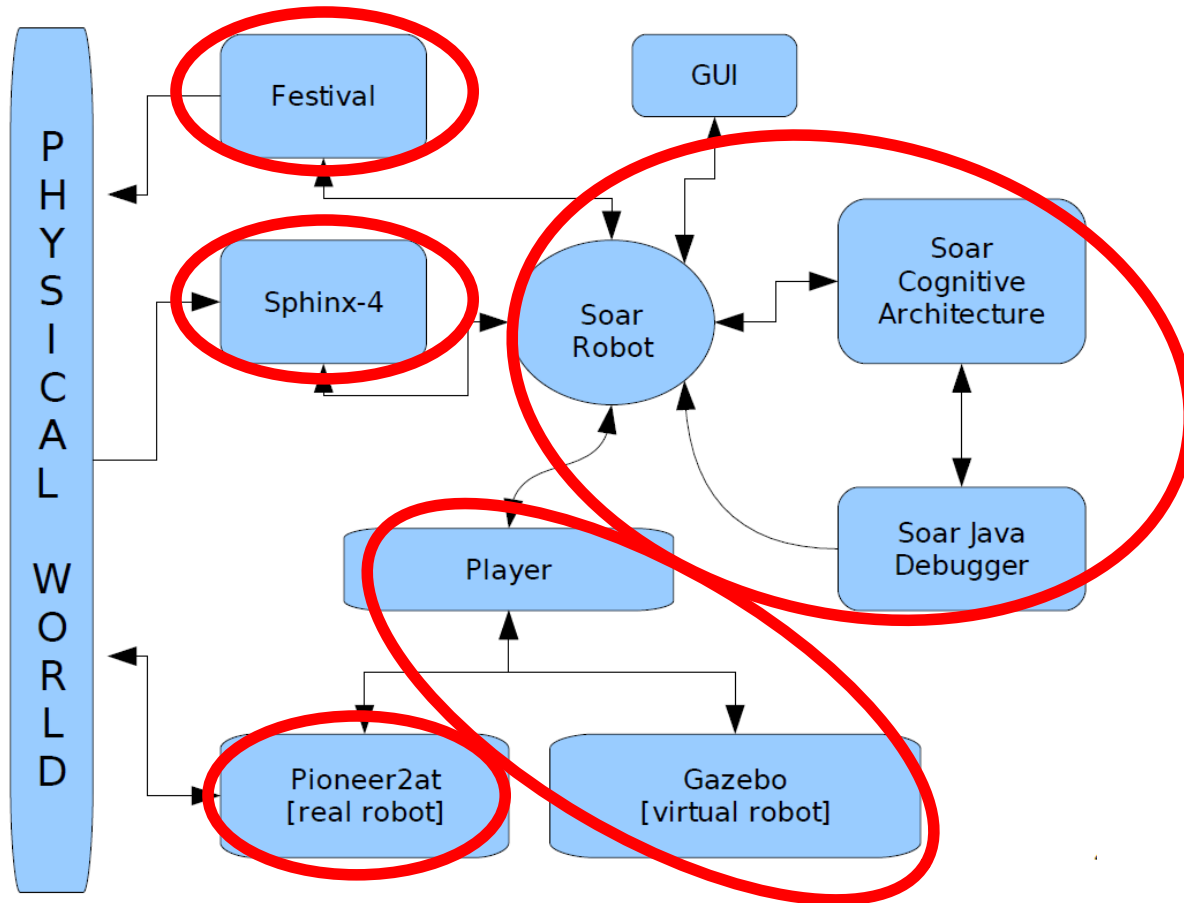 PHYSICAL WORLD
Festival
GUI
Sphinx-4
Soar
Robot
Soar
Cognitive
Architecture
Soar Java
Debugger
Player
Pioneer2at
[real robot]
Gazebo
[virtual robot]